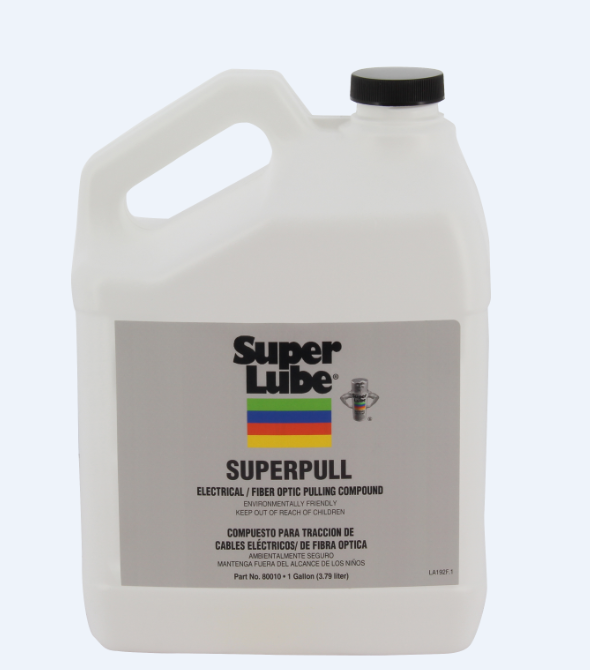 Super
Lube®
SUPERPULL
ELECTRICAL / FIBER OPTIC PULLING COMPOUND
ENVIRONMENTALLY FRIENDLY
KEEP OUT OF REACH OF CHILDREN
COMPUESTO PARA TRACCION DE
CABLES ELÉCTRICOS/ DE FIBRA OPTICA
AMBIENTALMENTE SEGURO
MANTENGA FUERA DEL ALCANCE DE LOS NIÑOS
Part No. 80010 • 1 Gallon (3.79 liter)